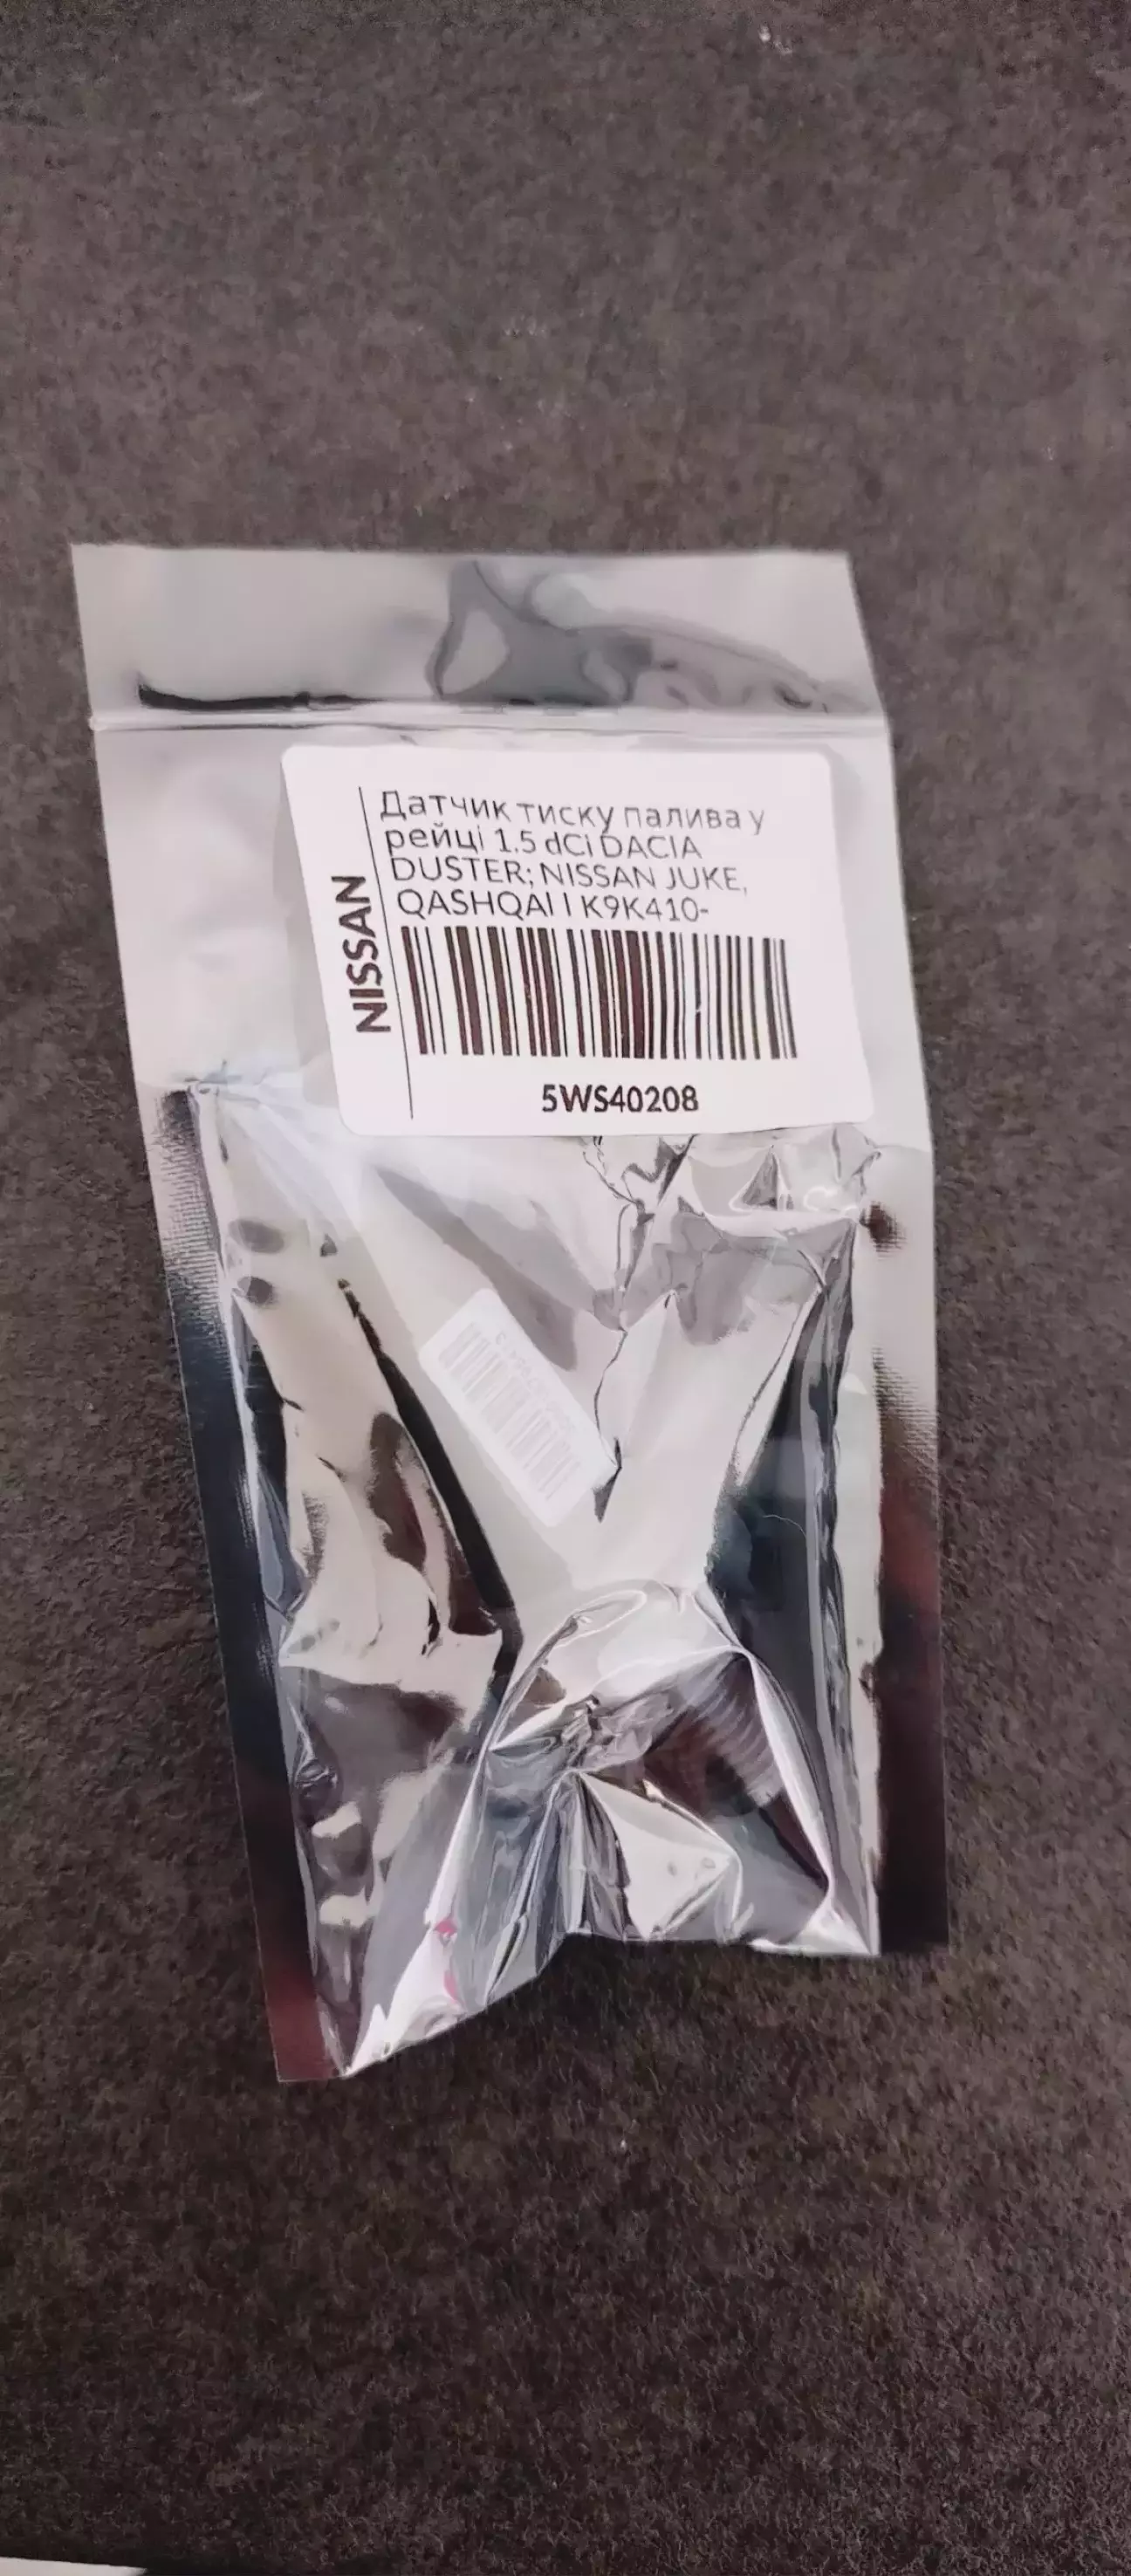 NISSAN
Датчик тиску палива у
рейці 1.5 dCi DACIA
DUSTER; NISSAN JUKE,
QASHQAI I K9K410-
5WS40208